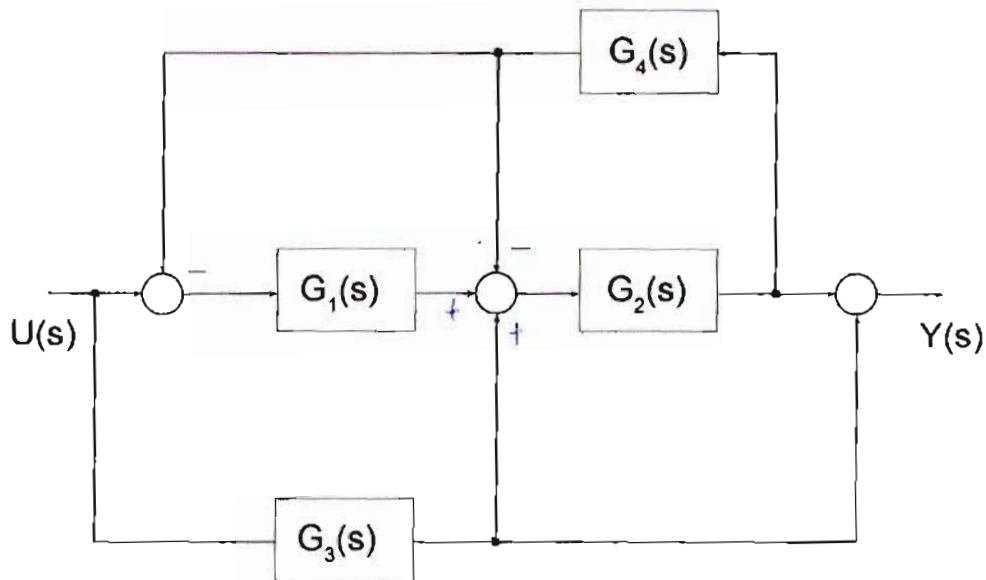 G₄(s)
−
−
G₁(s)
G₂(s)
+
+
U(s)
Y(s)
G₃(s)